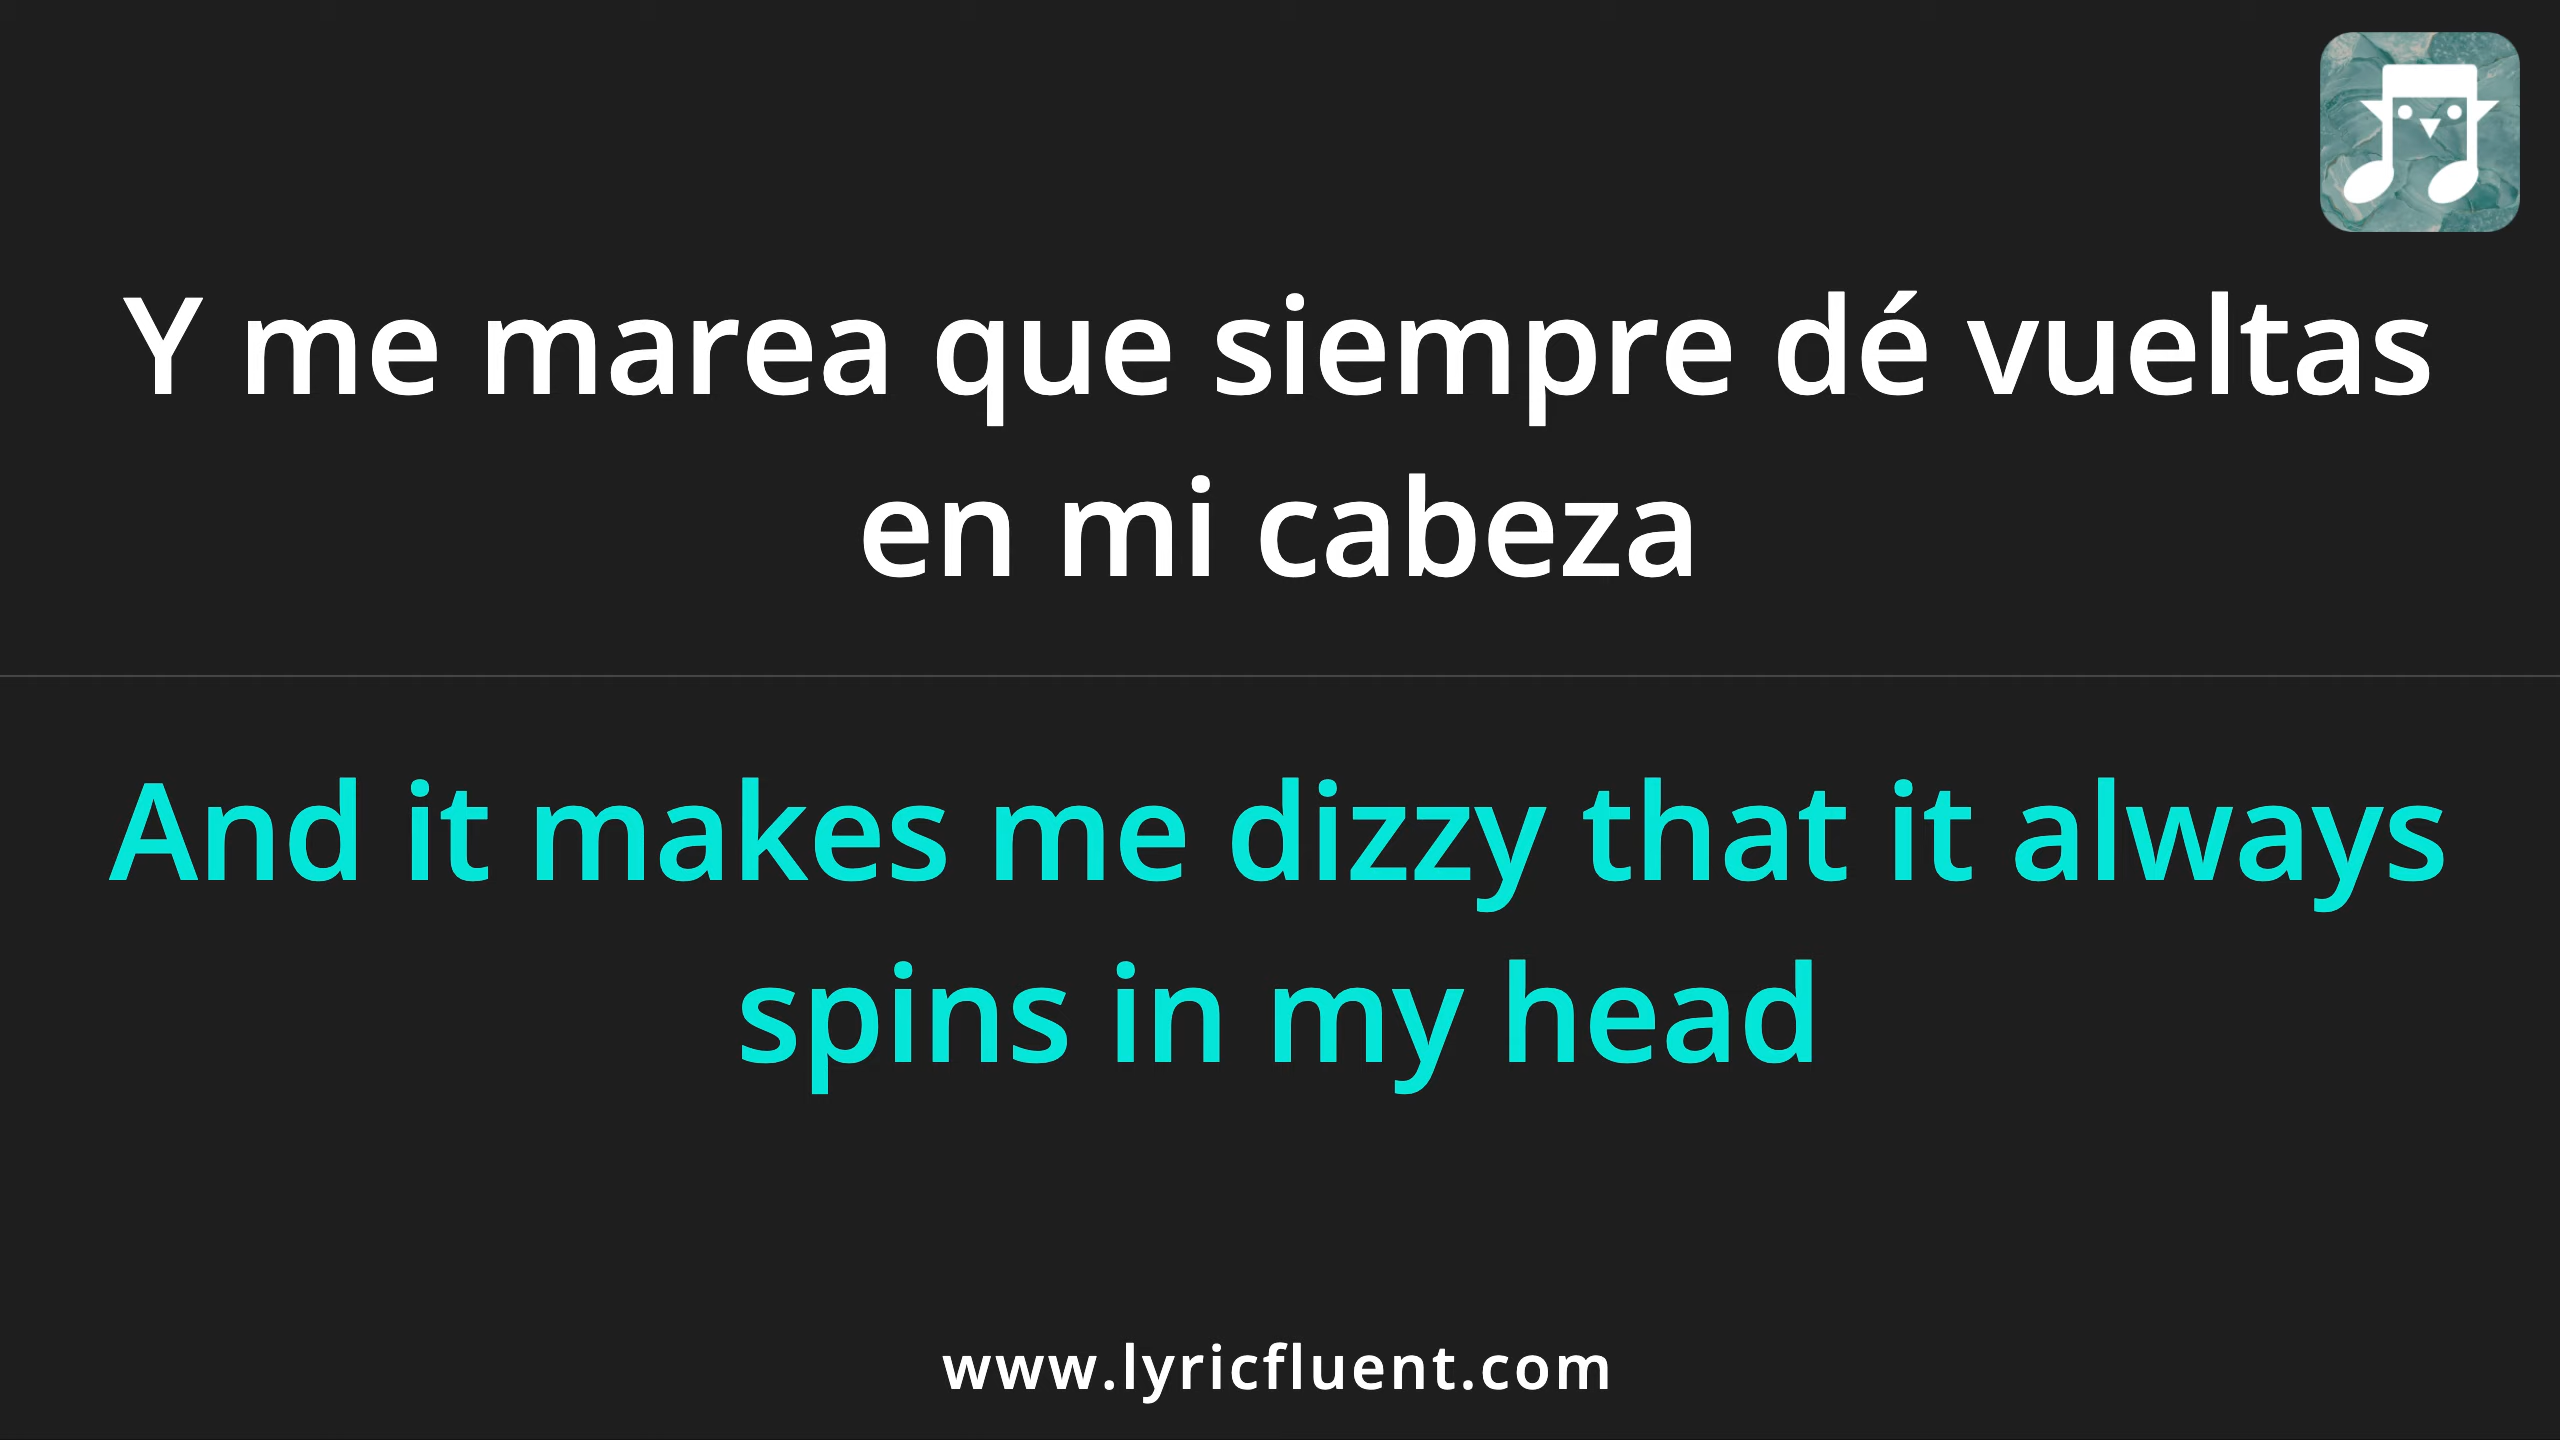 Y me marea que siempre dé vueltas
en mi cabeza
And it makes me dizzy that it always
spins in my head
www.lyricfluent.com